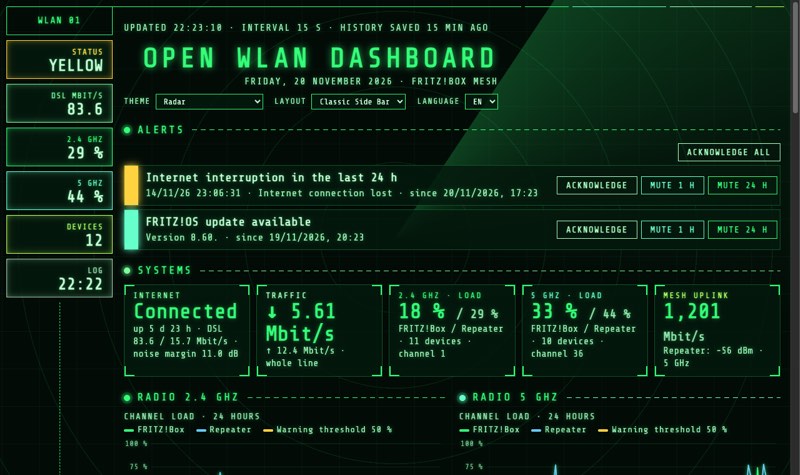 WLAN 01
STATUS
YELLOW
DSL MBIT/S
83.6
2.4 GHZ
29 %
5 GHZ
44 %
DEVICES
12
LOG
22:22
UPDATED 22:23:10 · INTERVAL 15 S · HISTORY SAVED 15 MIN AGO
OPEN WLAN DASHBOARD
FRIDAY, 20 NOVEMBER 2026 · FRITZ!BOX MESH
THEME Radar LAYOUT Classic Side Bar LANGUAGE EN
ALERTS
ACKNOWLEDGE ALL
Internet interruption in the last 24 h
14/11/26 23:06:31 · Internet connection lost · since 20/11/2026, 17:23
ACKNOWLEDGE MUTE 1 H MUTE 24 H
FRITZ!OS update available
Version 8.60. · since 19/11/2026, 20:23
ACKNOWLEDGE MUTE 1 H MUTE 24 H
SYSTEMS
INTERNET
Connected
up 5 d 23 h · DSL
83.6 / 15.7 Mbit/s ·
noise margin 11.0 dB
TRAFFIC
↓ 5.61
Mbit/s
↑ 12.4 Mbit/s ·
whole line
2.4 GHZ · LOAD
18 % / 29 %
FRITZ!Box / Repeater
· 11 devices ·
channel 1
5 GHZ · LOAD
33 % / 44 %
FRITZ!Box / Repeater
· 10 devices ·
channel 36
MESH UPLINK
1,201
Mbit/s
Repeater: -56 dBm ·
5 GHz
RADIO 2.4 GHZ
CHANNEL LOAD · 24 HOURS
FRITZ!Box Repeater Warning threshold 50 %
100 %
75 %
RADIO 5 GHZ
CHANNEL LOAD · 24 HOURS
FRITZ!Box Repeater Warning threshold 50 %
100 %
75 %